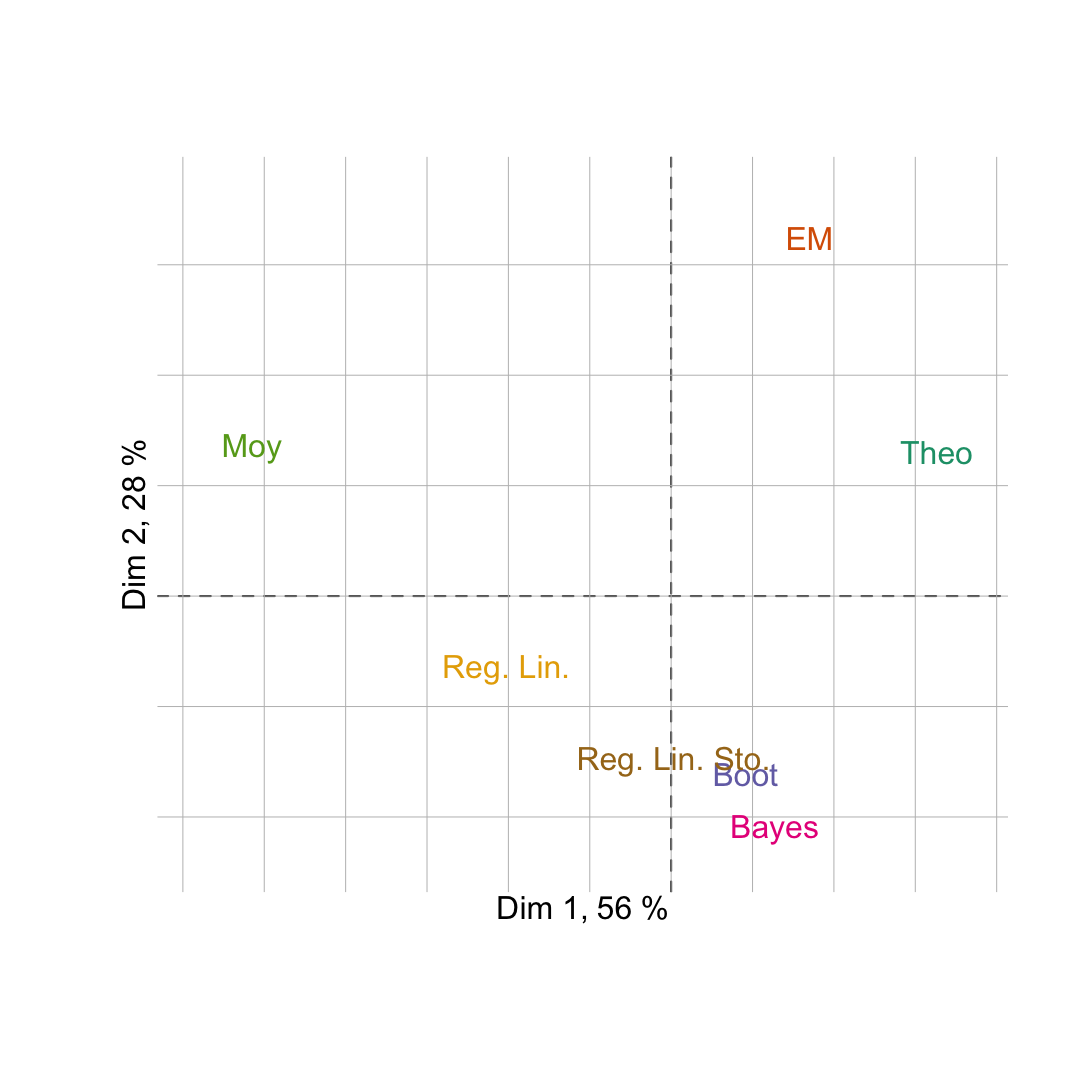 EM
Moy
Theo
Dim 2, 28 %
Reg. Lin.
Reg. Lin. Sto.
Boot
Bayes
Dim 1, 56 %